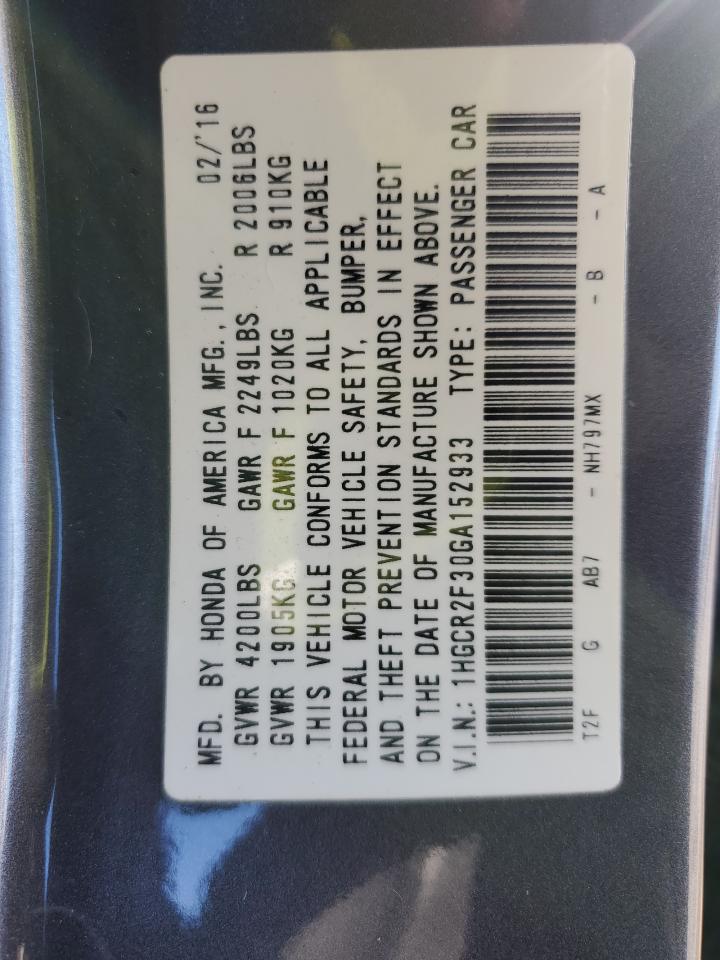 MFD. BY HONDA OF AMERICA MFG., INC. 02/'16
GVWR 4200LBS GAWR F 2249LBS R 2006LBS
GVWR 1905KG GAWR F 1020KG R 910KG
THIS VEHICLE CONFORMS TO ALL APPLICABLE
FEDERAL MOTOR VEHICLE SAFETY, BUMPER,
AND THEFT PREVENTION STANDARDS IN EFFECT
ON THE DATE OF MANUFACTURE SHOWN ABOVE.
V.I.N.: 1HGCR2F30GA152933 TYPE: PASSENGER CAR
T2F G AB7 - NH797MX - B - A